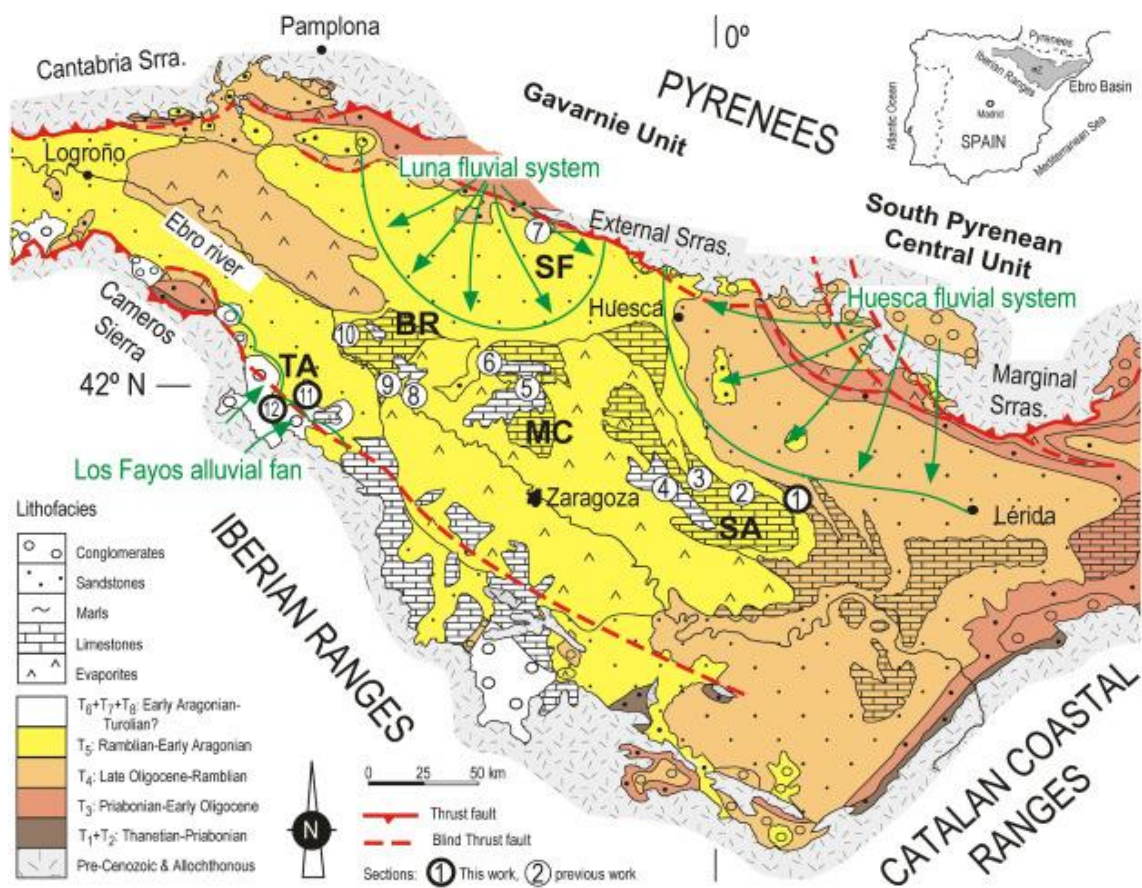 Pamplona
0º
Cantabria Srra.
PYRENEES
Gavarnie Unit
Pyrenees
Iberian Ranges
Ebro Basin
Atlantic Ocean
Madrid
SPAIN
Mediterranean Sea
Logroño
Luna fluvial system
Ebro river
7
External Srras.
South Pyrenean
Central Unit
SF
Huesca
Huesca fluvial system
Cameros
Sierra
10
BR
TA
6
42º N
9
8
5
11
12
MC
Marginal
Srras.
Los Fayos alluvial fan
4
3
2
1
Zaragoza
SA
Lérida
IBERIAN RANGES
CATALAN COASTAL
RANGES
Lithofacies
Conglomerates
Sandstones
Marls
Limestones
Evaporites
T6+T7+T8: Early Aragonian-
Turolian?
T5: Ramblian-Early Aragonian
T4: Late Oligocene-Ramblian
T3: Priabonian-Early Oligocene
T1+T2: Thanetian-Priabonian
Pre-Cenozoic & Allochthonous
N
0 25 50 km
Thrust fault
Blind Thrust fault
Sections: 1 This work, 2 previous work